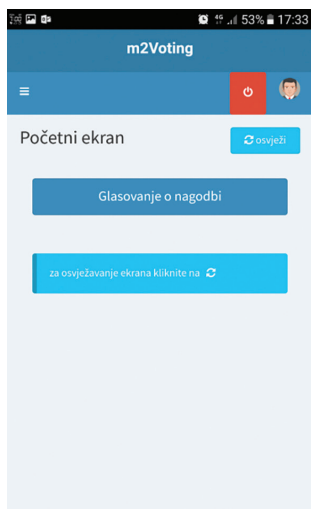 53% 17:33
m2Voting
Početni ekran
osvježi
Glasovanje o nagodbi
za osvježavanje ekrana kliknite na